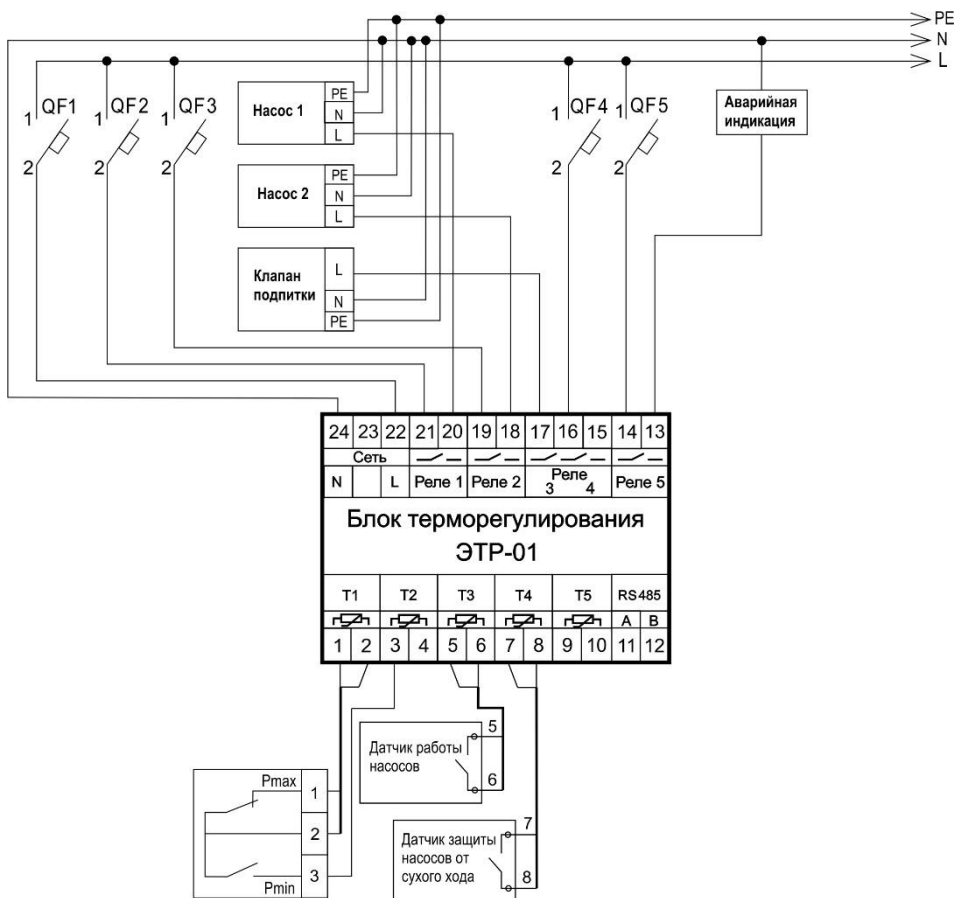 PE
N
L
1 QF1
2
1 QF2
2
1 QF3
2
Насос 1
PE
N
L
Насос 2
PE
N
L
Клапан
подпитки
L
N
PE
1 QF4
2
1 QF5
2
Аварийная
индикация
24 23 22 21 20 19 18 17 16 15 14 13
Сеть
N L Реле 1 Реле 2 Реле 3 4 Реле 5
Блок терморегулирования
ЭТР-01
T1 T2 T3 T4 T5 RS485
A B
1 2 3 4 5 6 7 8 9 10 11 12
Датчик работы
насосов
5
6
Pmax
1
2
3
Pmin
Датчик защиты
насосов от
сухого хода
7
8